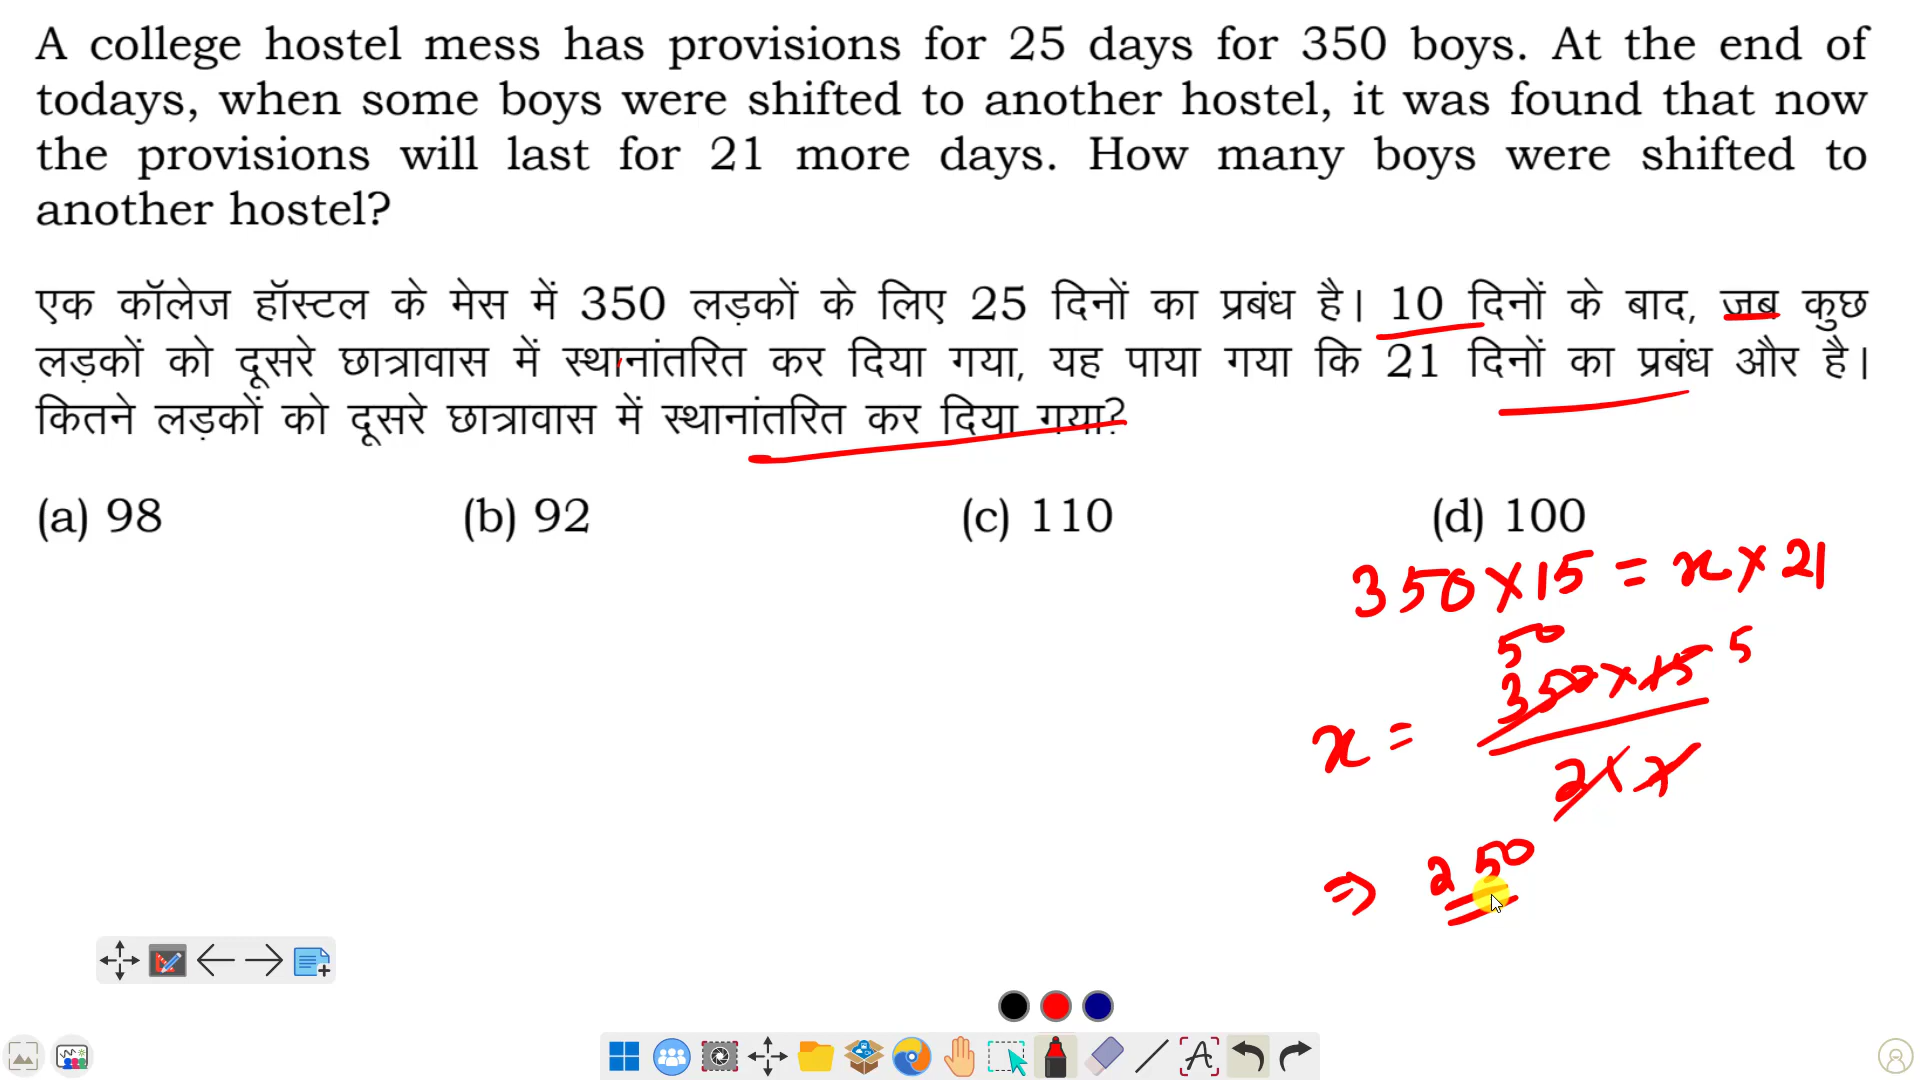 A college hostel mess has provisions for 25 days for 350 boys. At the end of
todays, when some boys were shifted to another hostel, it was found that now
the provisions will last for 21 more days. How many boys were shifted to
another hostel?
एक कॉलेज हॉस्टल के मेस में 350 लड़कों के लिए 25 दिनों का प्रबंध है। 10 दिनों के बाद, जब कुछ
लड़कों को दूसरे छात्रावास में स्थानांतरित कर दिया गया, यह पाया गया कि 21 दिनों का प्रबंध और है।
कितने लड़कों को दूसरे छात्रावास में स्थानांतरित कर दिया गया?
(a) 98 (b) 92 (c) 110 (d) 100
350 × 15 = x × 21
50 5
x = 350 × 15
21 7
⇒ 250